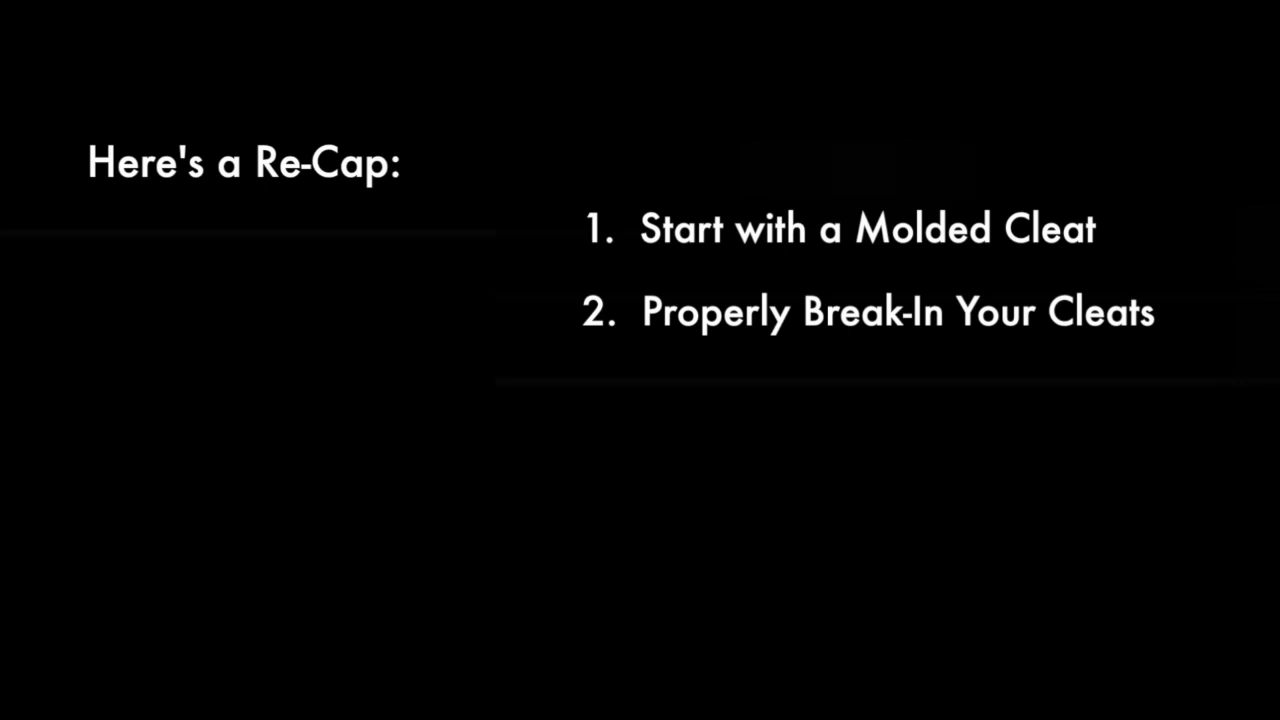 Here's a Re-Cap:
1. Start with a Molded Cleat
2. Properly Break-In Your Cleats